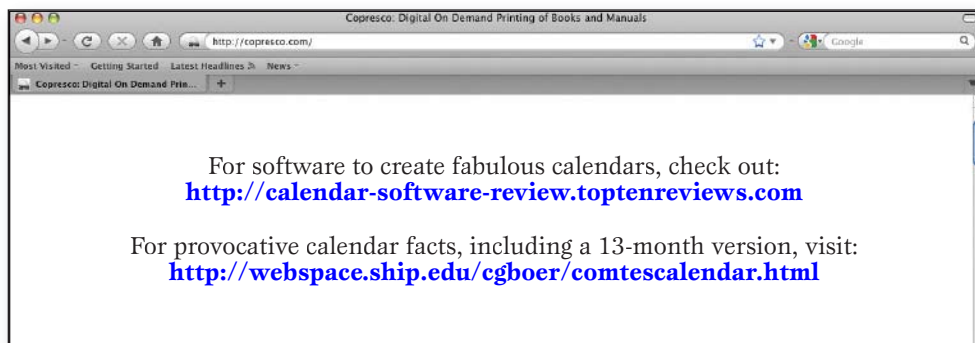 Copresco: Digital On Demand Printing of Books and Manuals
http://copresco.com/
Google
Most Visited Getting Started Latest Headlines News
Copresco: Digital On Demand Prin... +
For software to create fabulous calendars, check out:
http://calendar-software-review.toptenreviews.com
For provocative calendar facts, including a 13-month version, visit:
http://webspace.ship.edu/cgboer/comtescalendar.html